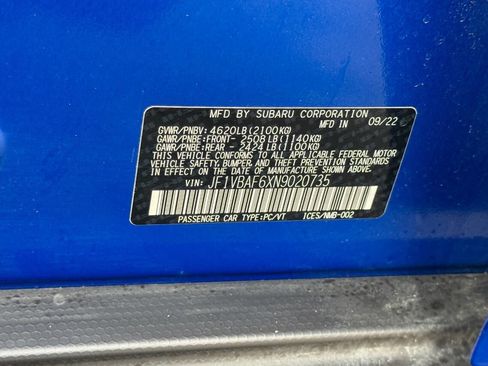 MFD BY SUBARU CORPORATION
MFD IN 09/22
GVWR/PNBV: 4620LB(2100KG)
GAWR/PNBE:FRONT- 2508LB(1140KG)
GAWR/PNBE:REAR - 2424LB(1100KG)
THIS VEHICLE CONFORMS TO ALL APPLICABLE FEDERAL MOTOR
VEHICLE SAFETY, BUMPER, AND THEFT PREVENTION STANDARDS
IN EFFECT ON THE DATE OF MANUFACTURE SHOWN ABOVE.
VIN: JF1VBAF6XN9020735
PASSENGER CAR TYPE:PC/VT ICES/NMB-002